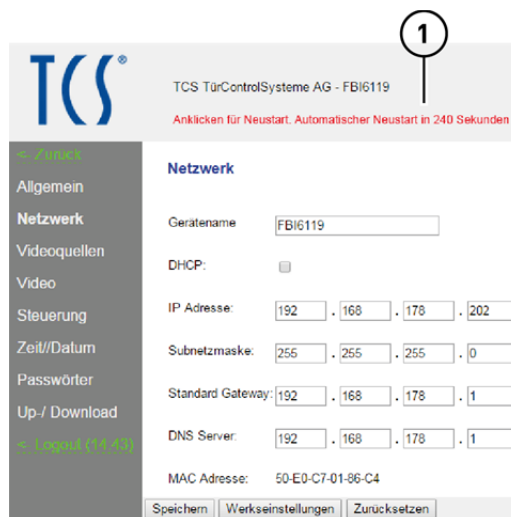 1
TCS
TCS TürControlSysteme AG - FBI6119
Anklicken für Neustart. Automatischer Neustart in 240 Sekunden
<- Zurück
Allgemein
Netzwerk
Videoquellen
Video
Steuerung
Zeit//Datum
Passwörter
Up-/ Download
<- Logout (14:43)
Netzwerk
Gerätename FBI6119
DHCP:
IP Adresse: 192 . 168 . 178 . 202
Subnetzmaske: 255 . 255 . 255 . 0
Standard Gateway: 192 . 168 . 178 . 1
DNS Server: 192 . 168 . 178 . 1
MAC Adresse: 50-E0-C7-01-86-C4
Speichern Werkseinstellungen Zurücksetzen